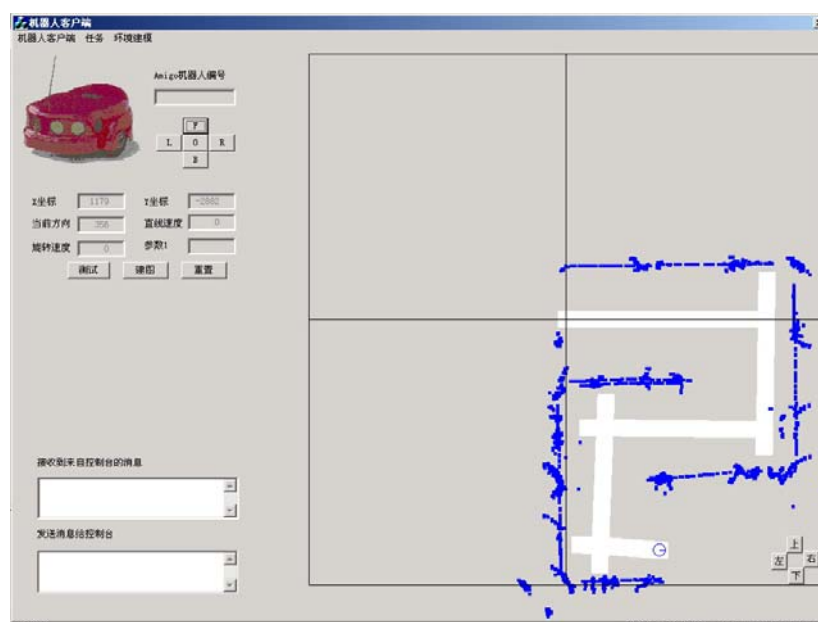 机器人客户端
机器人客户端 任务 环境建模
Amigo机器人编号
F
L O R
B
X坐标 1179 Y坐标 -2882
当前方向 356 直线速度 0
旋转速度 0 参数1
测试 建图 重置
接收到来自控制台的消息
发送消息给控制台
上
左 右
下